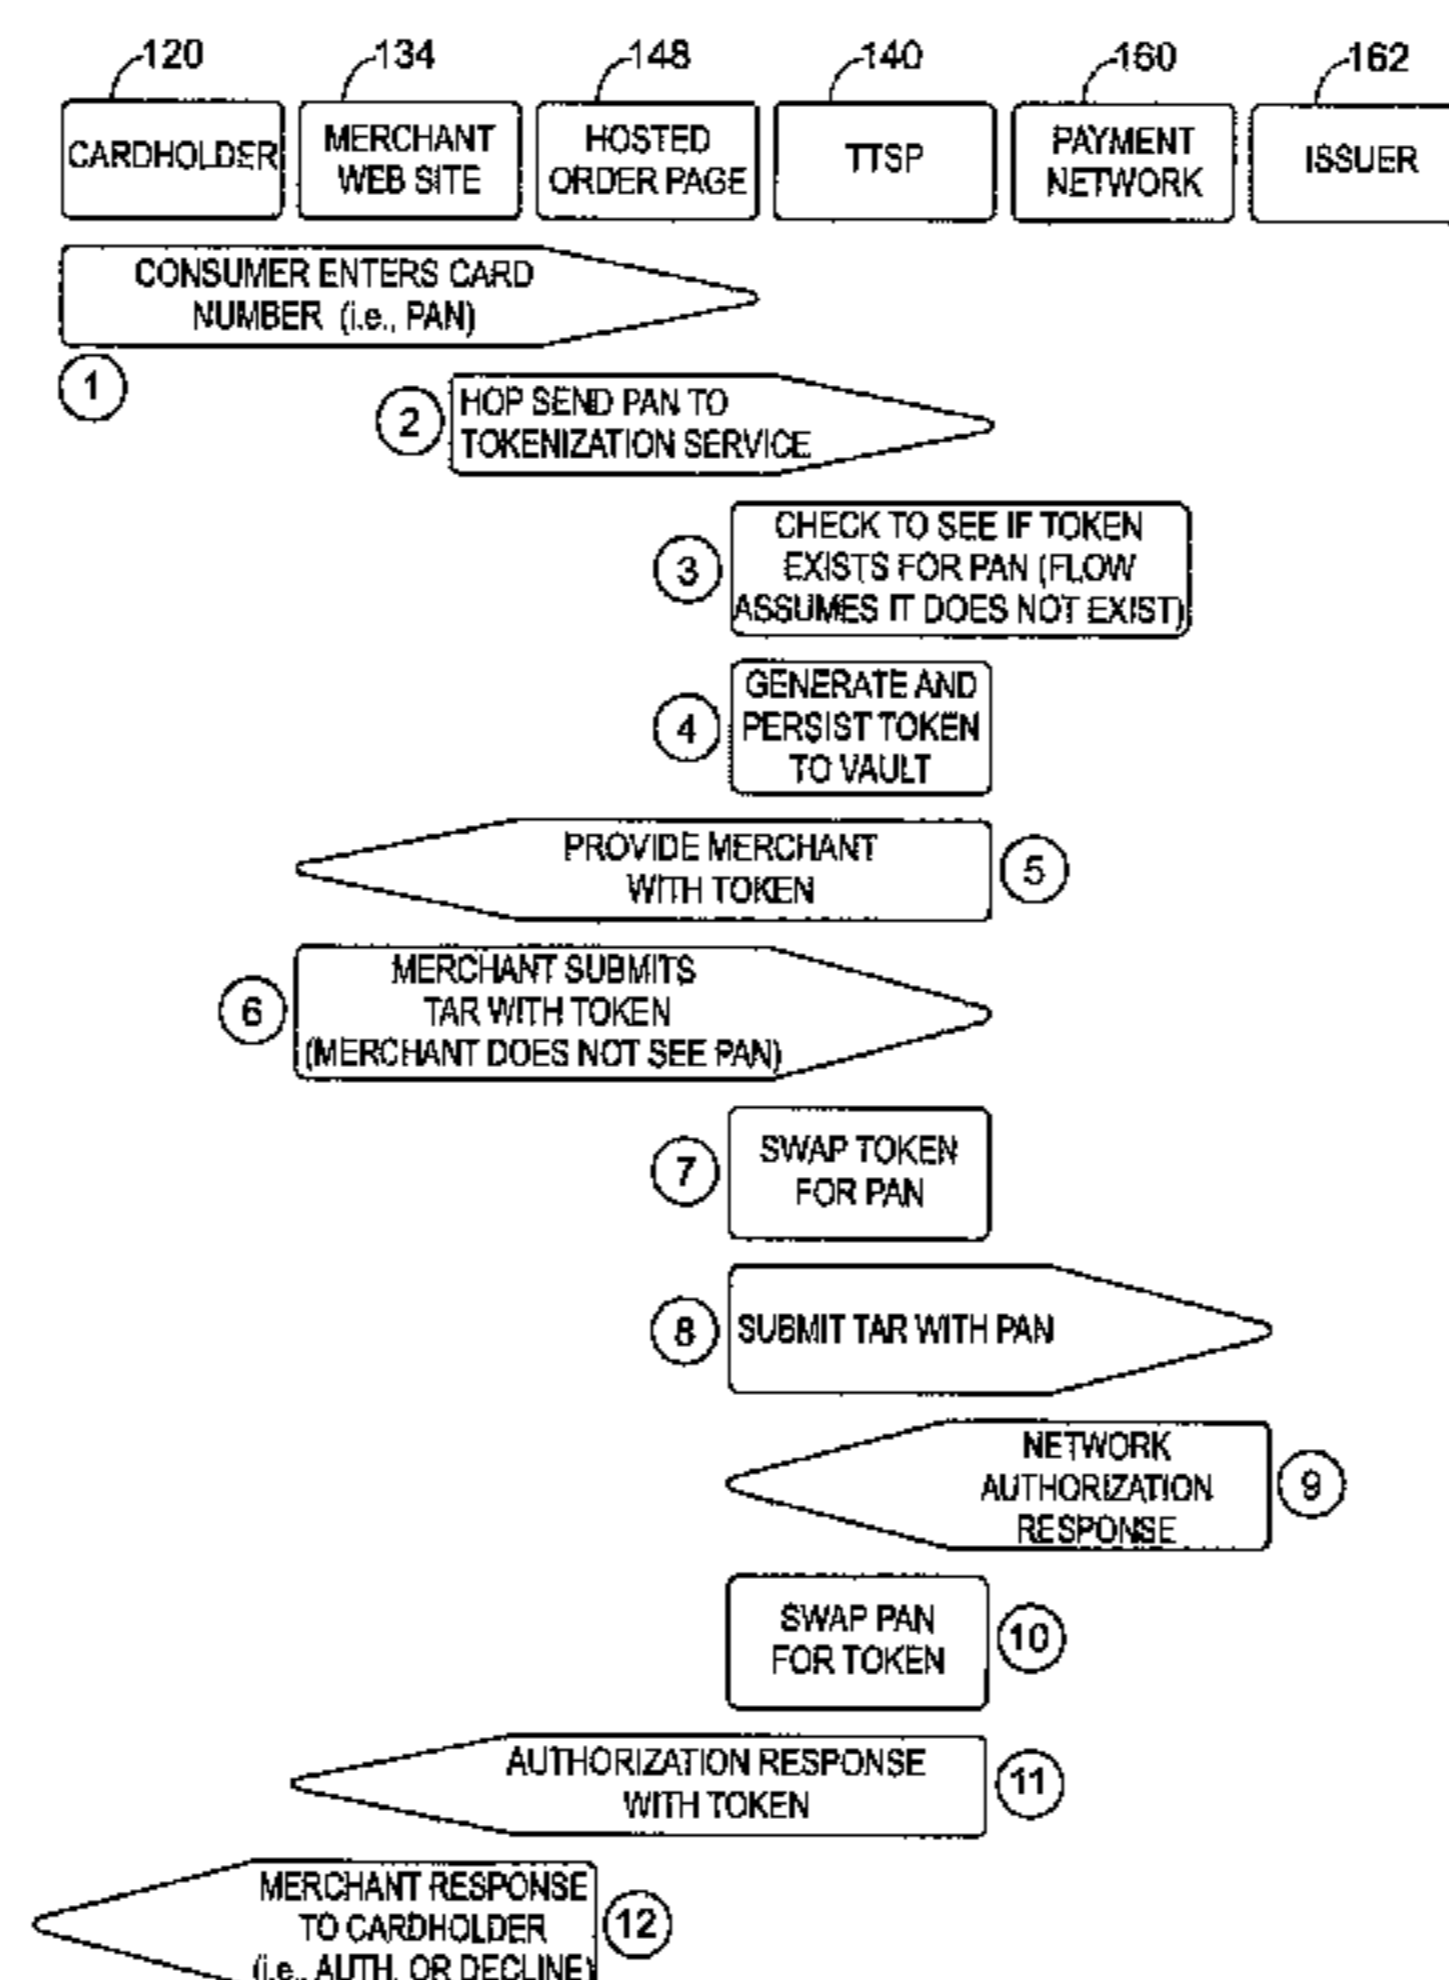 120
134
148
140
160
162
CARDHOLDER
MERCHANT
WEB SITE
HOSTED
ORDER PAGE
TTSP
PAYMENT
NETWORK
ISSUER
CONSUMER ENTERS CARD
NUMBER (i.e., PAN)
1
2
HOP SEND PAN TO
TOKENIZATION SERVICE
3
CHECK TO SEE IF TOKEN
EXISTS FOR PAN (FLOW
ASSUMES IT DOES NOT EXIST)
4
GENERATE AND
PERSIST TOKEN
TO VAULT
PROVIDE MERCHANT
WITH TOKEN
5
6
MERCHANT SUBMITS
TAR WITH TOKEN
(MERCHANT DOES NOT SEE PAN)
7
SWAP TOKEN
FOR PAN
8
SUBMIT TAR WITH PAN
NETWORK
AUTHORIZATION
RESPONSE
9
SWAP PAN
FOR TOKEN
10
AUTHORIZATION RESPONSE
WITH TOKEN
11
MERCHANT RESPONSE
TO CARDHOLDER
(i.e., AUTH. OR DECLINE)
12